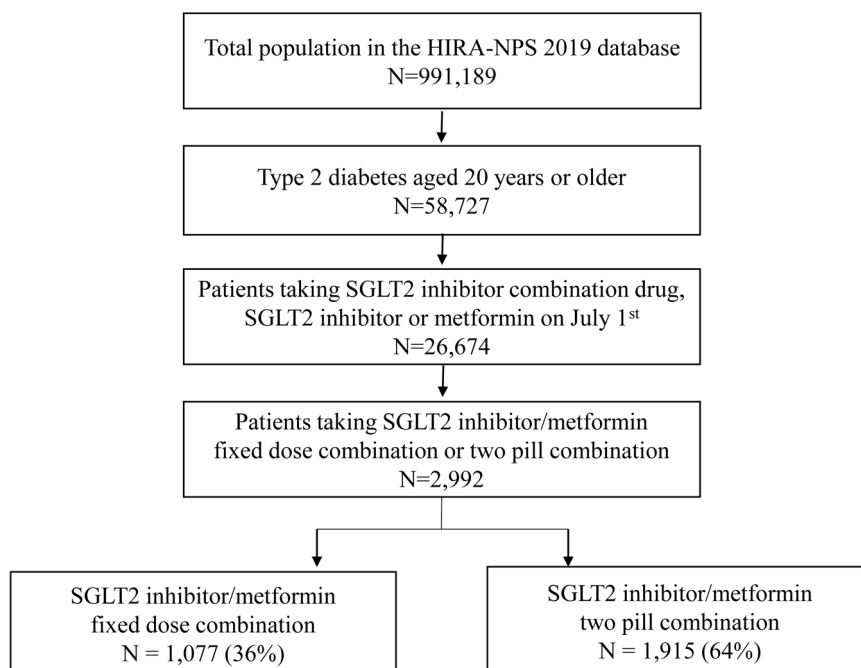 Total population in the HIRA-NPS 2019 database
N=991,189
Type 2 diabetes aged 20 years or older
N=58,727
Patients taking SGLT2 inhibitor combination drug,
SGLT2 inhibitor or metformin on July 1st
N=26,674
Patients taking SGLT2 inhibitor/metformin
fixed dose combination or two pill combination
N=2,992
SGLT2 inhibitor/metformin
fixed dose combination
N = 1,077 (36%)
SGLT2 inhibitor/metformin
two pill combination
N = 1,915 (64%)